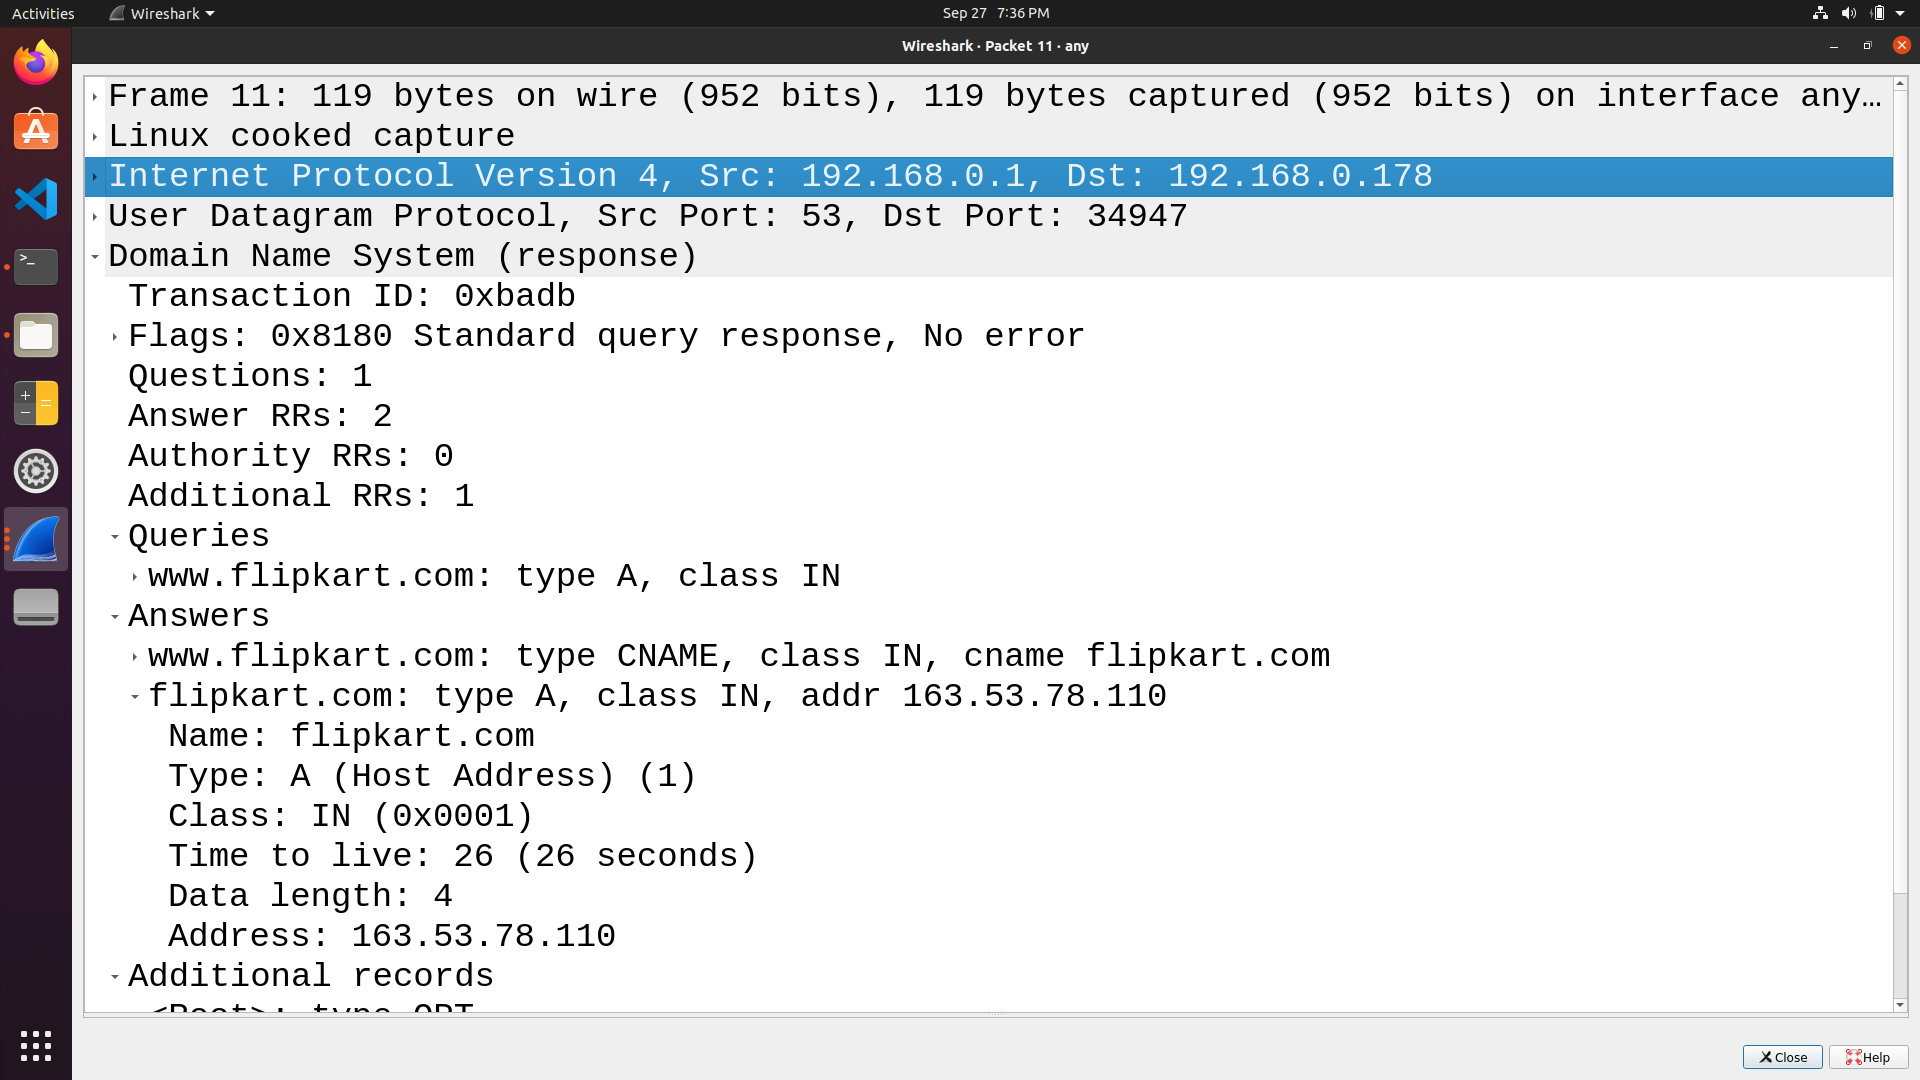 Activities
Wireshark
Sep 27 7:36 PM
Wireshark · Packet 11 · any
Frame 11: 119 bytes on wire (952 bits), 119 bytes captured (952 bits) on interface any…
Linux cooked capture
Internet Protocol Version 4, Src: 192.168.0.1, Dst: 192.168.0.178
User Datagram Protocol, Src Port: 53, Dst Port: 34947
Domain Name System (response)
Transaction ID: 0xbadb
Flags: 0x8180 Standard query response, No error
Questions: 1
Answer RRs: 2
Authority RRs: 0
Additional RRs: 1
Queries
www.flipkart.com: type A, class IN
Answers
www.flipkart.com: type CNAME, class IN, cname flipkart.com
flipkart.com: type A, class IN, addr 163.53.78.110
Name: flipkart.com
Type: A (Host Address) (1)
Class: IN (0x0001)
Time to live: 26 (26 seconds)
Data length: 4
Address: 163.53.78.110
Additional records
<Root>: type OPT
Close
Help